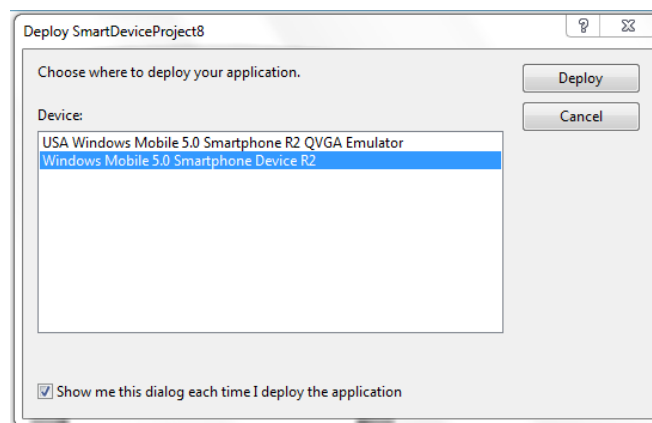 Deploy SmartDeviceProject8
Choose where to deploy your application.
Deploy
Device:
Cancel
USA Windows Mobile 5.0 Smartphone R2 QVGA Emulator
Windows Mobile 5.0 Smartphone Device R2
Show me this dialog each time I deploy the application